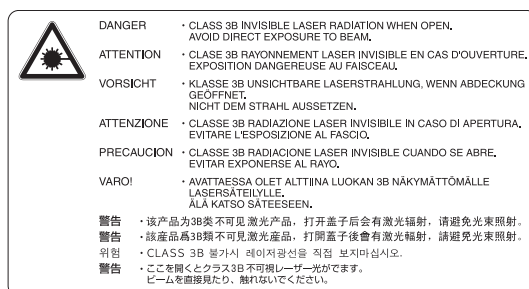 DANGER · CLASS 3B INVISIBLE LASER RADIATION WHEN OPEN.
AVOID DIRECT EXPOSURE TO BEAM.
ATTENTION · CLASE 3B RAYONNEMENT LASER INVISIBLE EN CAS D'OUVERTURE.
EXPOSITION DANGEREUSE AU FAISCEAU.
VORSICHT · KLASSE 3B UNSICHTBARE LASERSTRAHLUNG, WENN ABDECKUNG
GEÖFFNET.
NICHT DEM STRAHL AUSSETZEN.
ATTENZIONE · CLASSE 3B RADIAZIONE LASER INVISIBILE IN CASO DI APERTURA.
EVITARE L'ESPOSIZIONE AL FASCIO.
PRECAUCION · CLASSE 3B RADIACIONE LASER INVISIBLE CUANDO SE ABRE.
EVITAR EXPONERSE AL RAYO.
VARO! · AVATTAESSA OLET ALTTIINA LUOKAN 3B NÄKYMÄTTÖMÄLLE
LASERSÄTEILYLLE.
ÄLÄ KATSO SÄTEESEEN.
警告 · 该产品为3B类不可见激光产品，打开盖子后会有激光辐射，请避免光束照射。
警告 · 該産品爲3B類不可見激光産品，打開蓋子後會有激光輻射，請避免光束照射。
위험 · CLASS 3B 불가시 레이저광선을 직접 보지마십시오.
警告 · ここを開くとクラス3B不可視レーザー光がでます。
ビームを直接見たり、触れないでください。